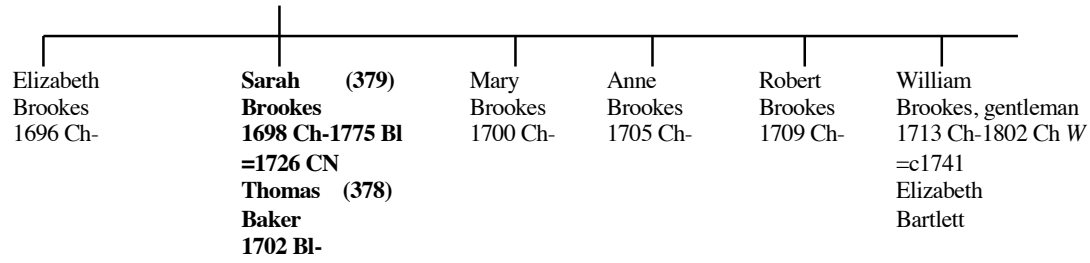 Elizabeth
Brookes
1696 Ch-
Sarah (379)
Brookes
1698 Ch-1775 Bl
=1726 CN
Thomas (378)
Baker
1702 Bl-
Mary
Brookes
1700 Ch-
Anne
Brookes
1705 Ch-
Robert
Brookes
1709 Ch-
William
Brookes, gentleman
1713 Ch-1802 Ch W
=c1741
Elizabeth
Bartlett